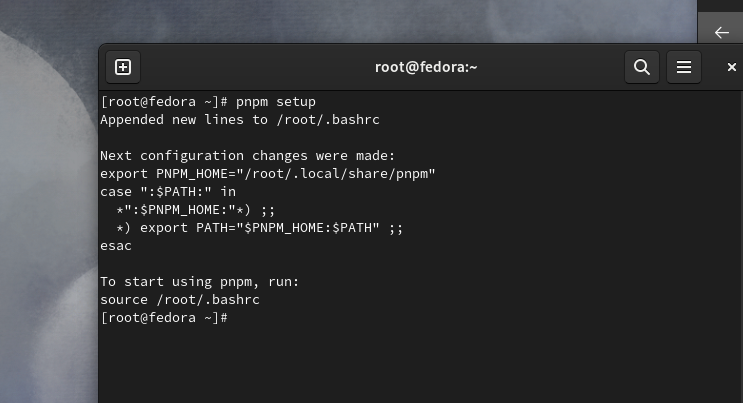 root@fedora:~
[root@fedora ~]# pnpm setup
Appended new lines to /root/.bashrc
Next configuration changes were made:
export PNPM_HOME="/root/.local/share/pnpm"
case ":$PATH:" in
  *":$PNPM_HOME:"*) ;;
  *) export PATH="$PNPM_HOME:$PATH" ;;
esac
To start using pnpm, run:
source /root/.bashrc
[root@fedora ~]#